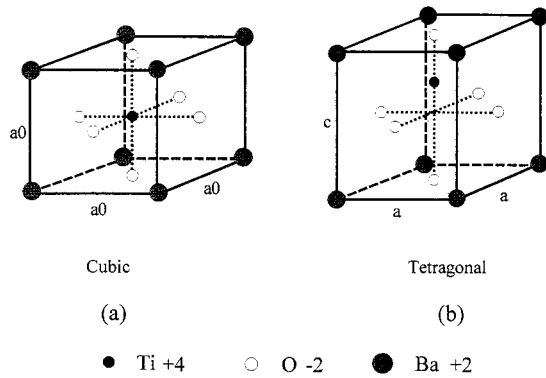 a0
a0
a0
c
a
a
Cubic
Tetragonal
(a)
(b)
Ti +4
O -2
Ba +2